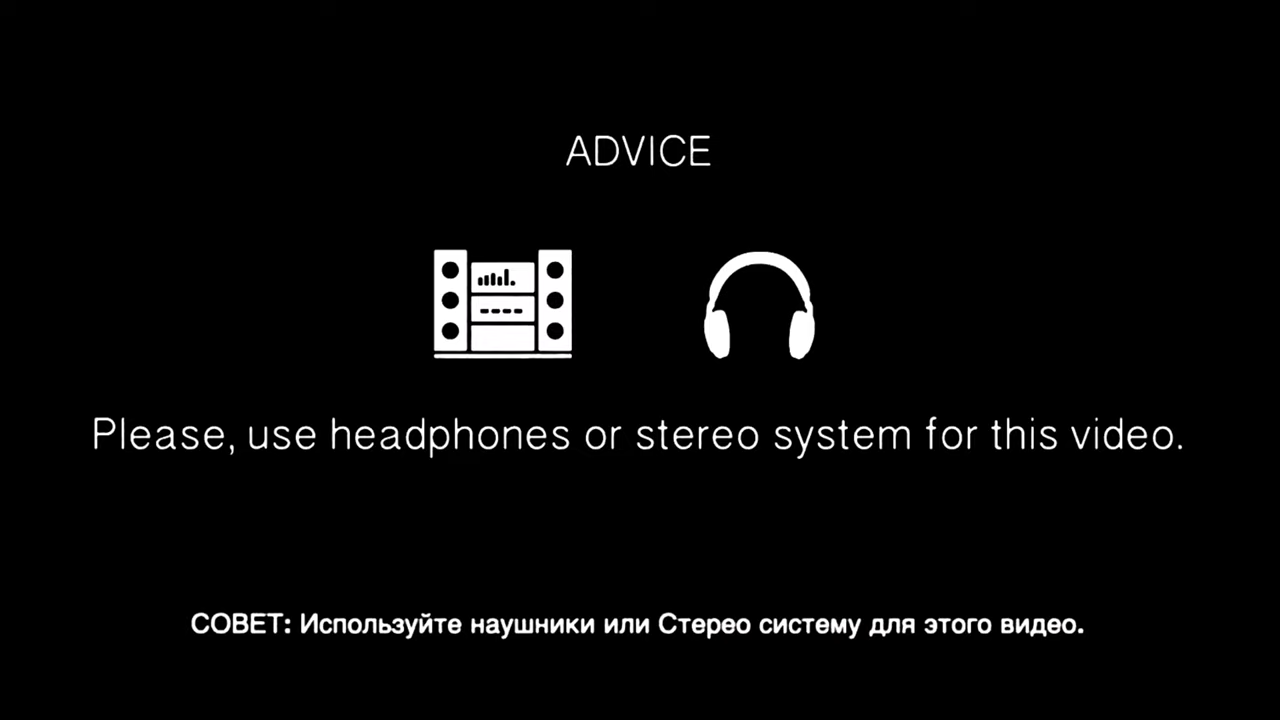 ADVICE
Please, use headphones or stereo system for this video.
СОВЕТ: Используйте наушники или Стерео систему для этого видео.